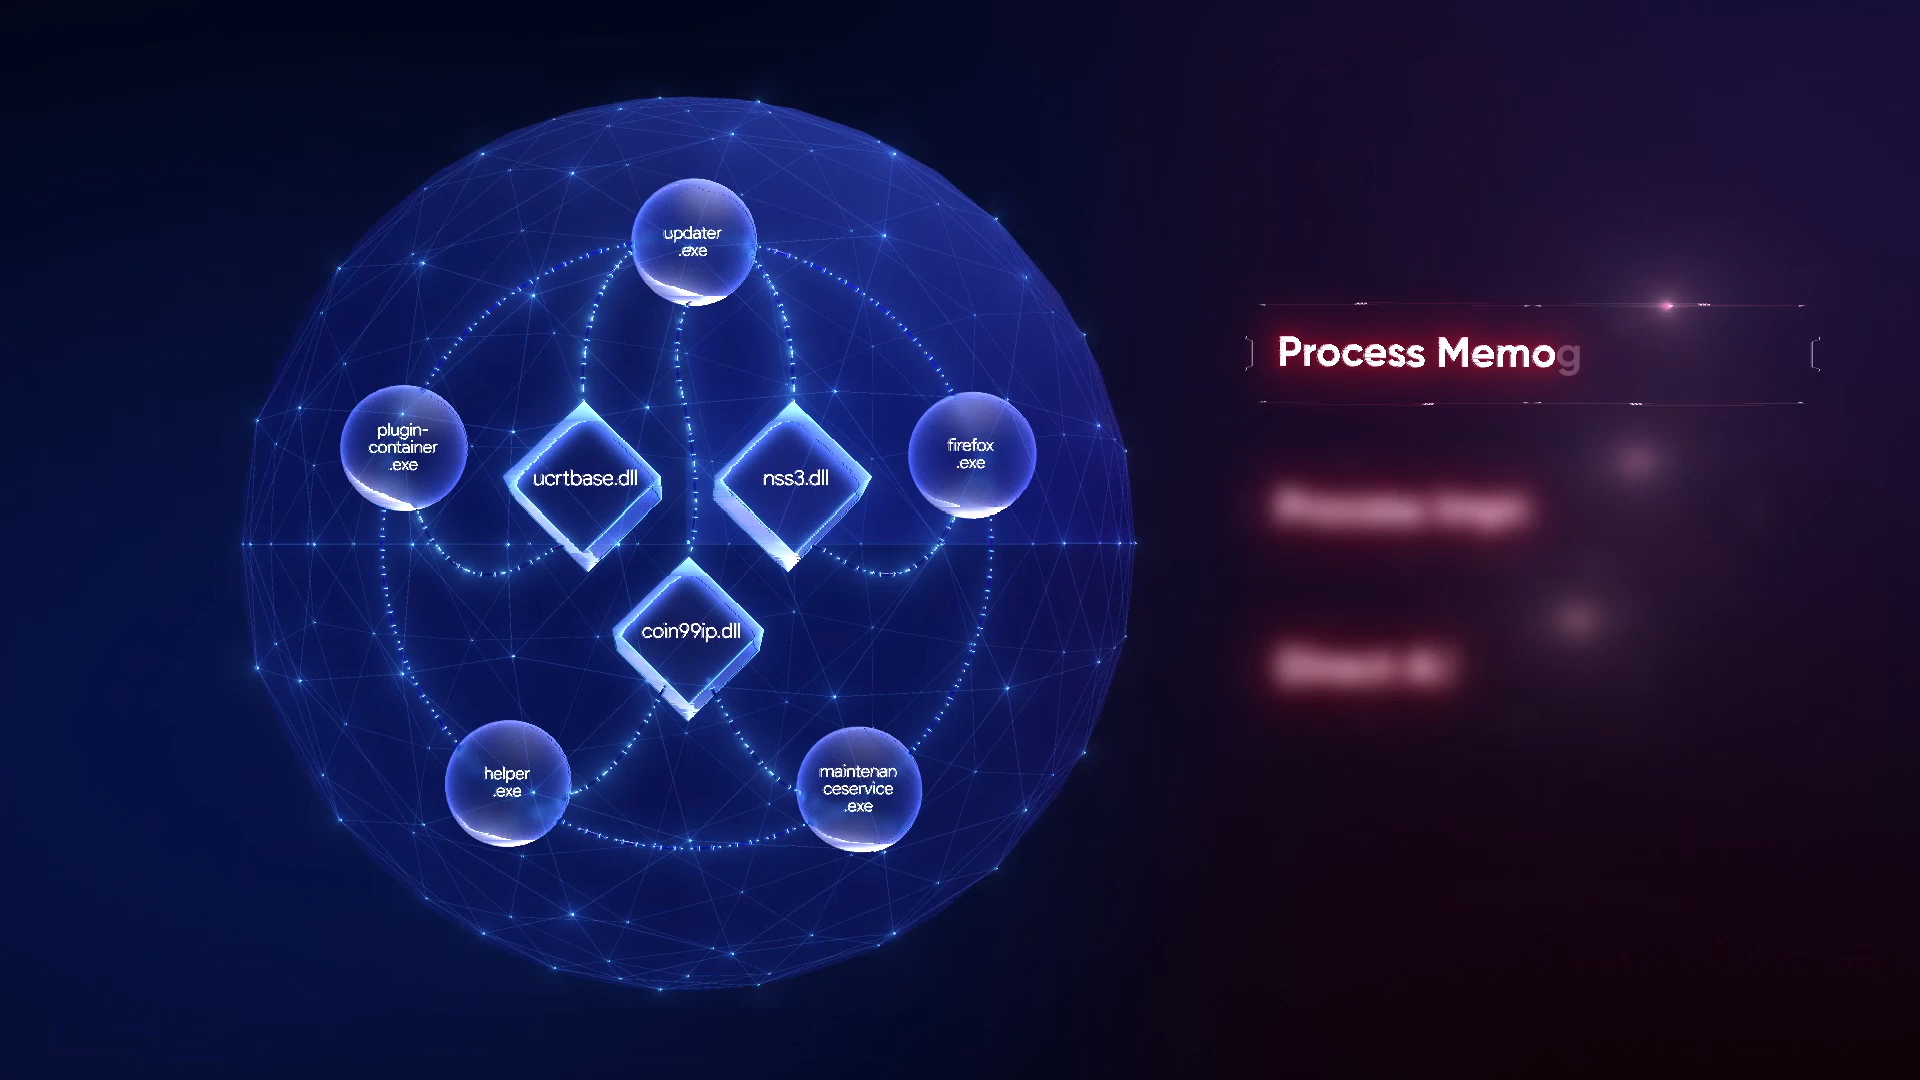 updater
.exe
plugin-
container
.exe
ucrtbase.dll
nss3.dll
firefox
.exe
coin99ip.dll
helper
.exe
maintenan
ceservice
.exe
Process Memog